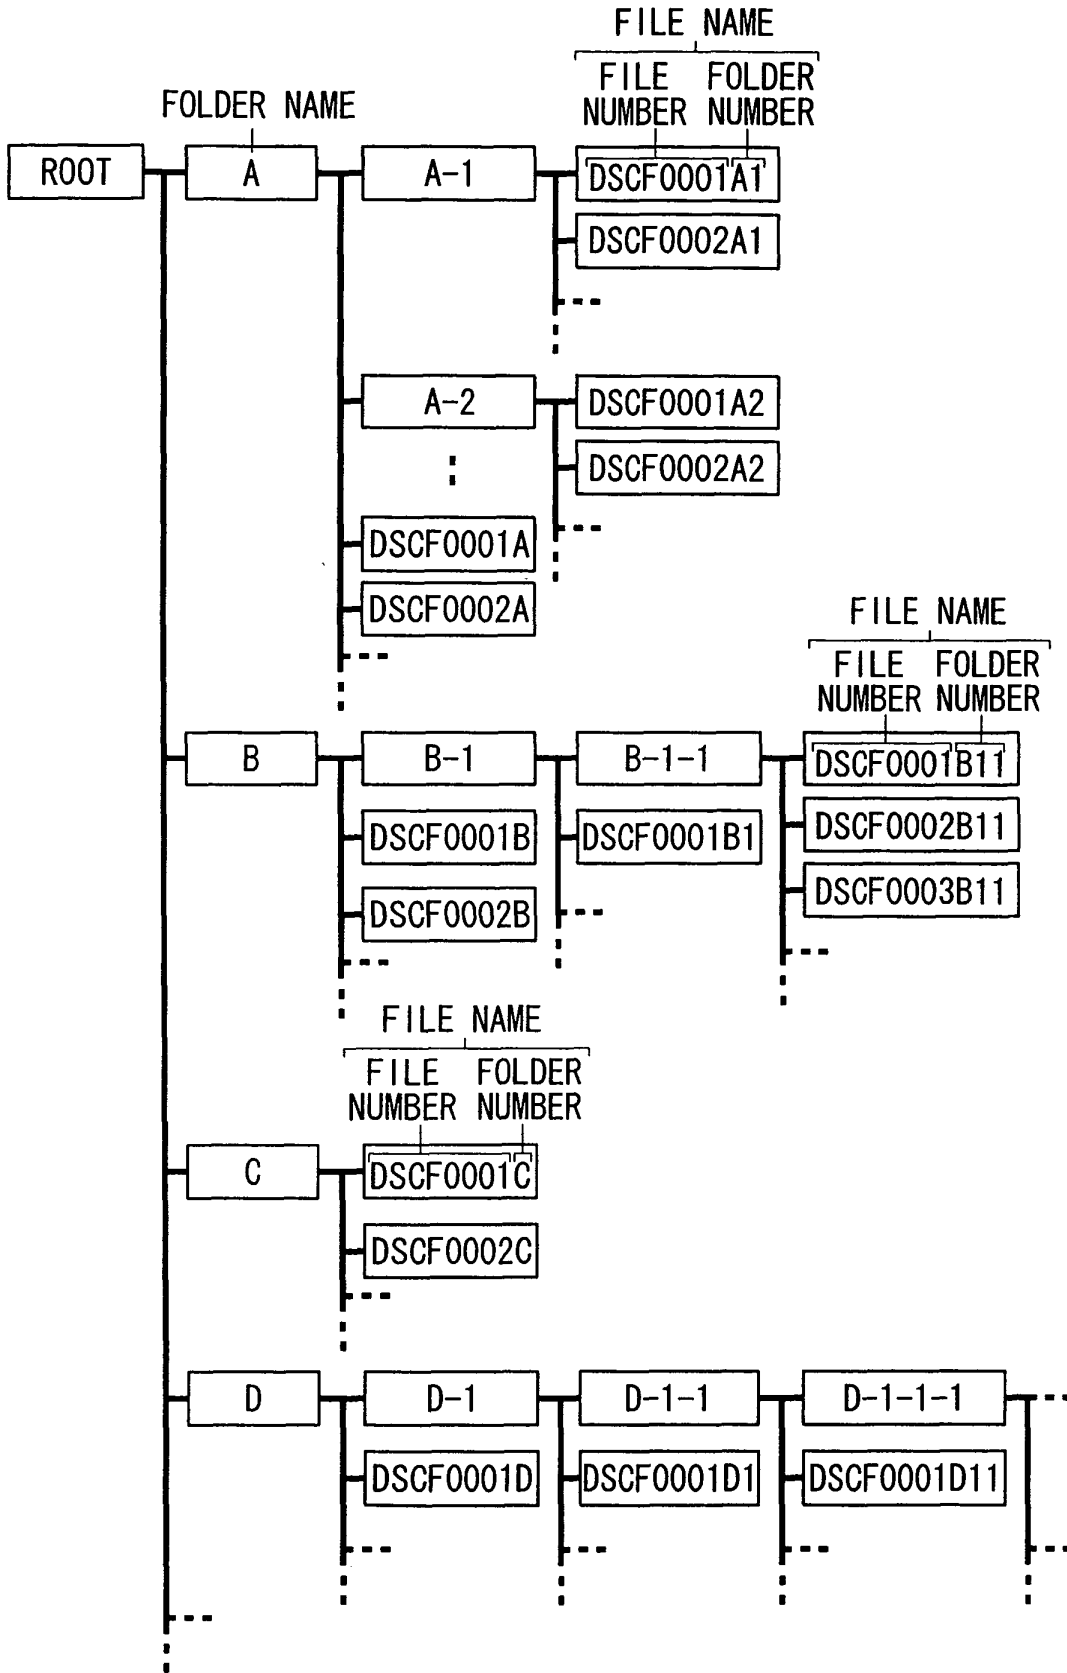 FILE NAME
FILE NUMBER
FOLDER NUMBER
FOLDER NAME
ROOT
A
A-1
DSCF0001A1
DSCF0002A1
A-2
DSCF0001A2
DSCF0002A2
DSCF0001A
DSCF0002A
FILE NAME
FILE NUMBER
FOLDER NUMBER
B
B-1
B-1-1
DSCF0001B11
DSCF0001B
DSCF0001B1
DSCF0002B11
DSCF0002B
DSCF0003B11
FILE NAME
FILE NUMBER
FOLDER NUMBER
C
DSCF0001C
DSCF0002C
D
D-1
D-1-1
D-1-1-1
DSCF0001D
DSCF0001D1
DSCF0001D11